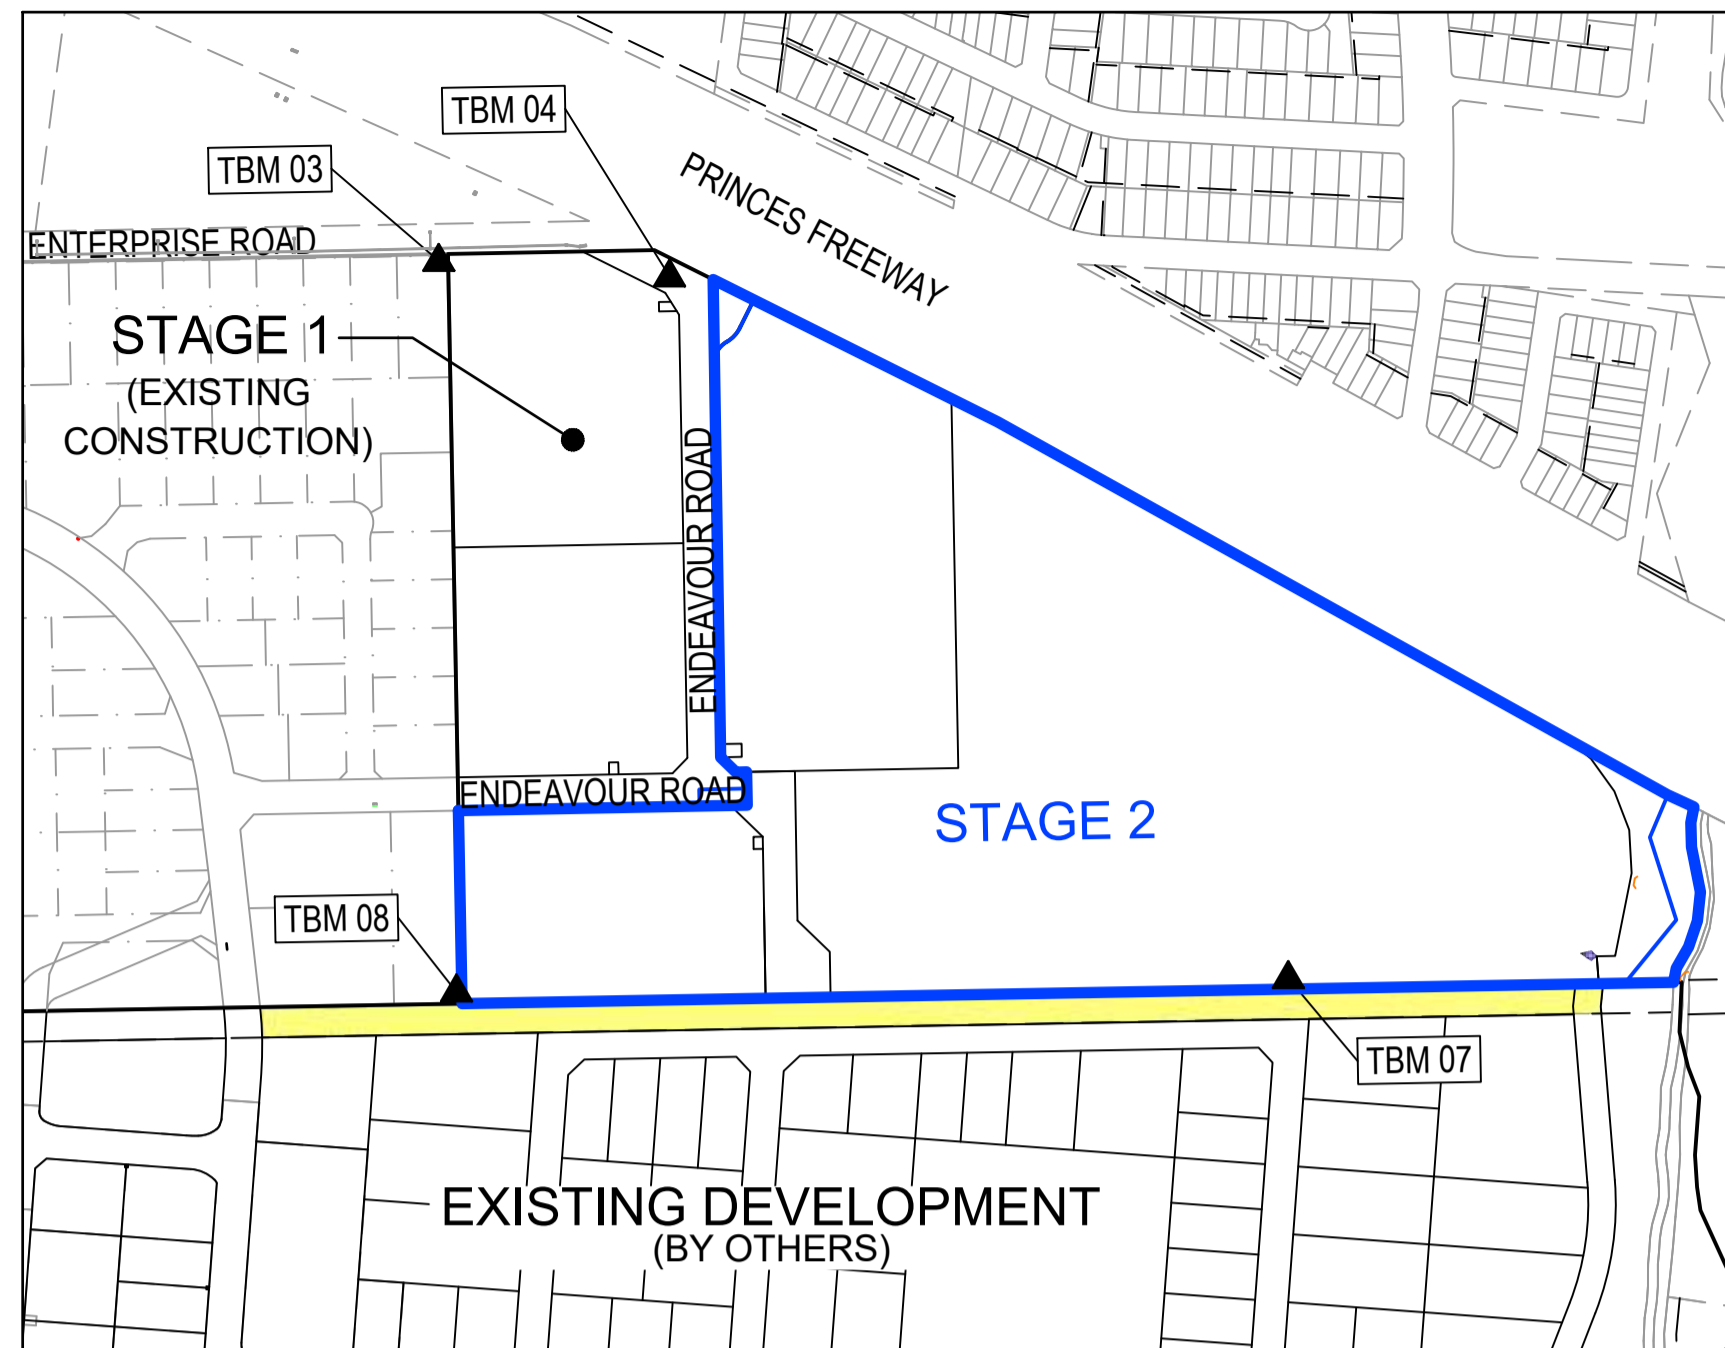 TBM 04
TBM 03
PRINCES FREEWAY
ENTERPRISE ROAD
STAGE 1
(EXISTING
CONSTRUCTION)
ENDEAVOUR ROAD
ENDEAVOUR ROAD
STAGE 2
TBM 08
TBM 07
EXISTING DEVELOPMENT
(BY OTHERS)